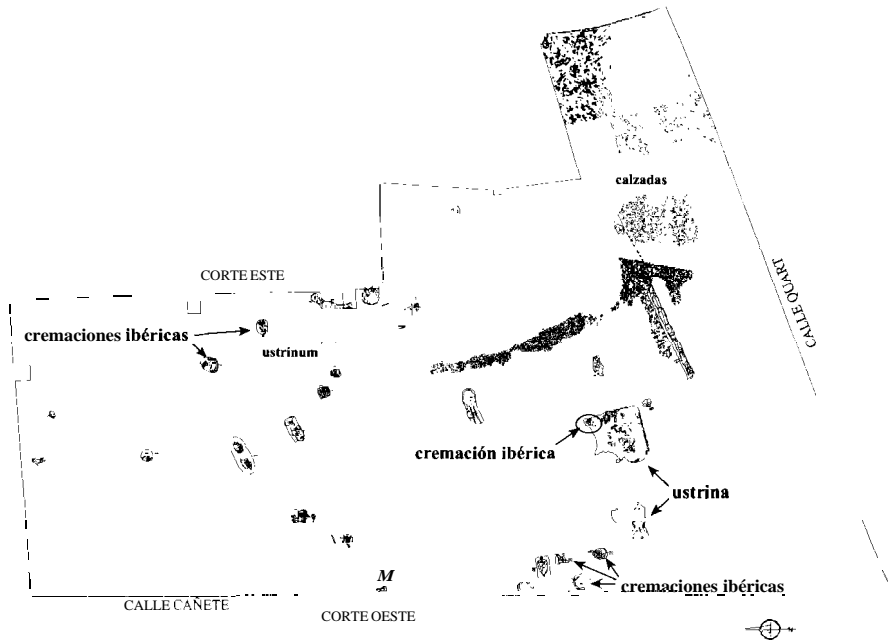 calzadas
CALLE QUART
CORTE ESTE
cremaciones ibéricas
ustrinum
cremación ibérica
ustrina
M
cremaciones ibéricas
CALLE CAÑETE
CORTE OESTE